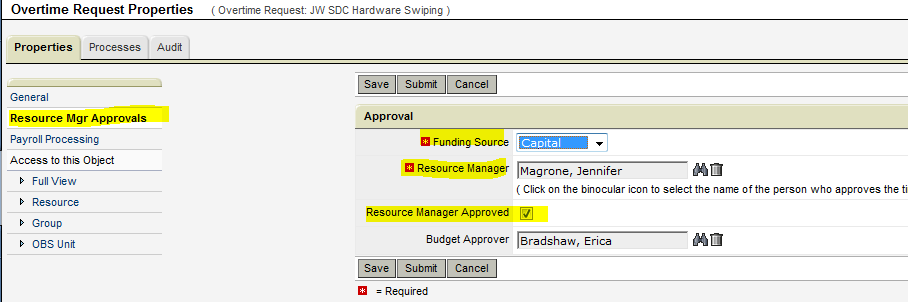 Overtime Request Properties ( Overtime Request: JW SDC Hardware Swiping )
Properties Processes Audit
General
Resource Mgr Approvals
Payroll Processing
Access to this Object
Full View
Resource
Group
OBS Unit
Save Submit Cancel
Approval
Funding Source Capital
Resource Manager Magrone, Jennifer
( Click on the binocular icon to select the name of the person who approves the ti
Resource Manager Approved
Budget Approver Bradshaw, Erica
Save Submit Cancel
= Required